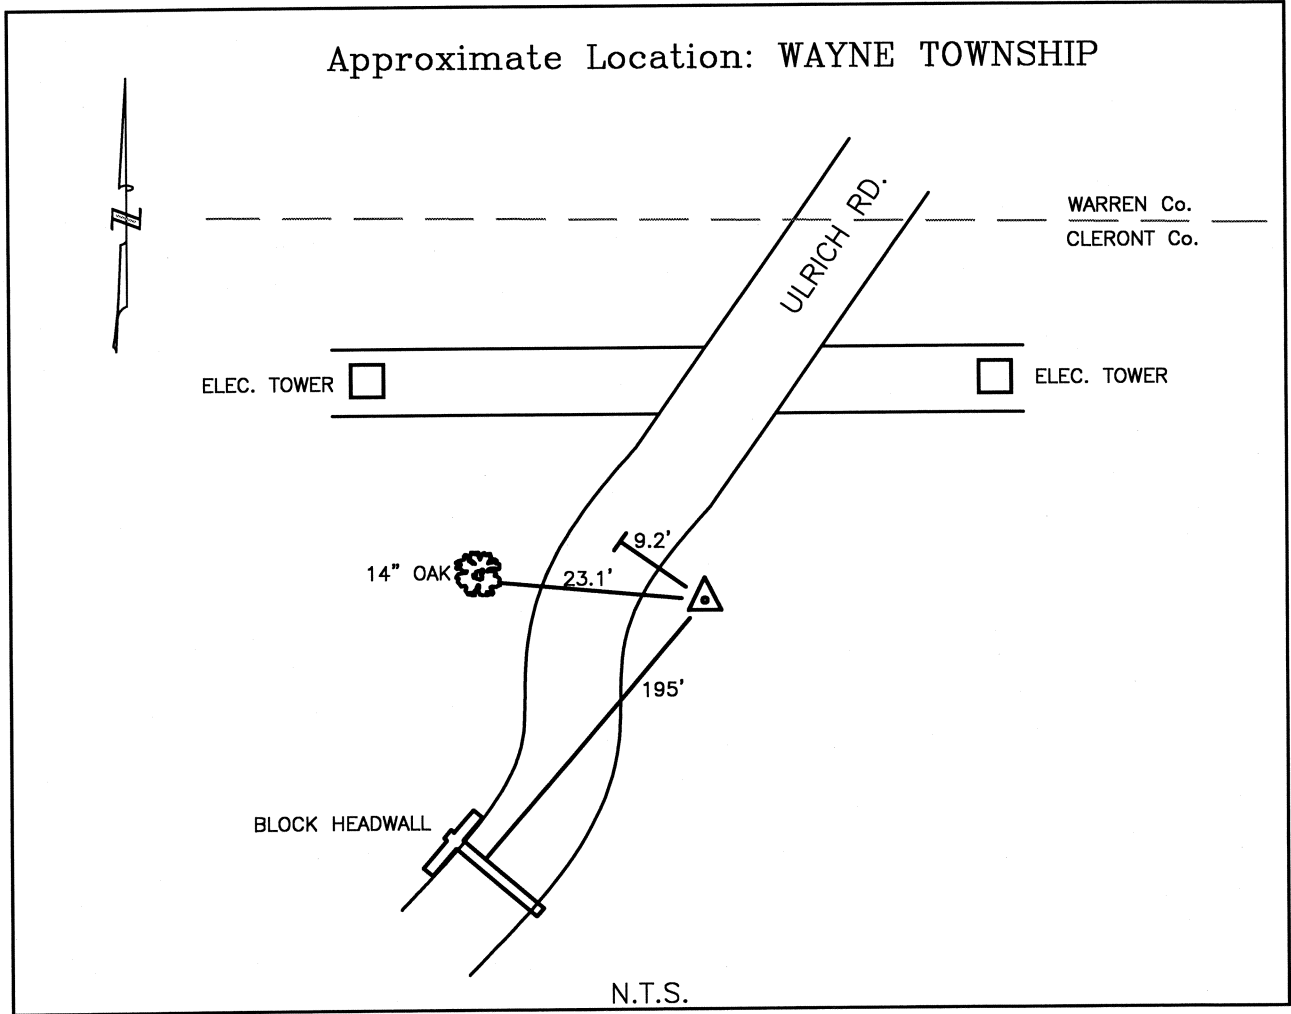 Approximate Location: WAYNE TOWNSHIP
N
WARREN Co.
CLERONT Co.
ULRICH RD.
ELEC. TOWER
ELEC. TOWER
9.2'
14" OAK
23.1'
195'
BLOCK HEADWALL
N.T.S.